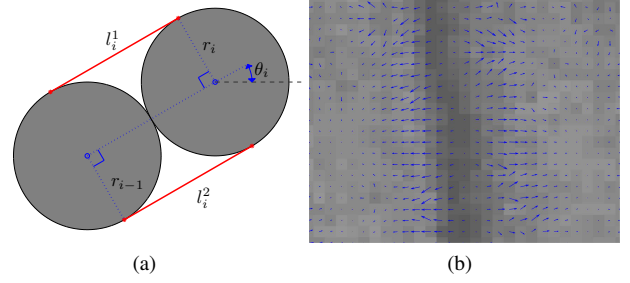 l_i^1
r_i
θ_i
r_{i−1}
l_i^2
(a)
(b)